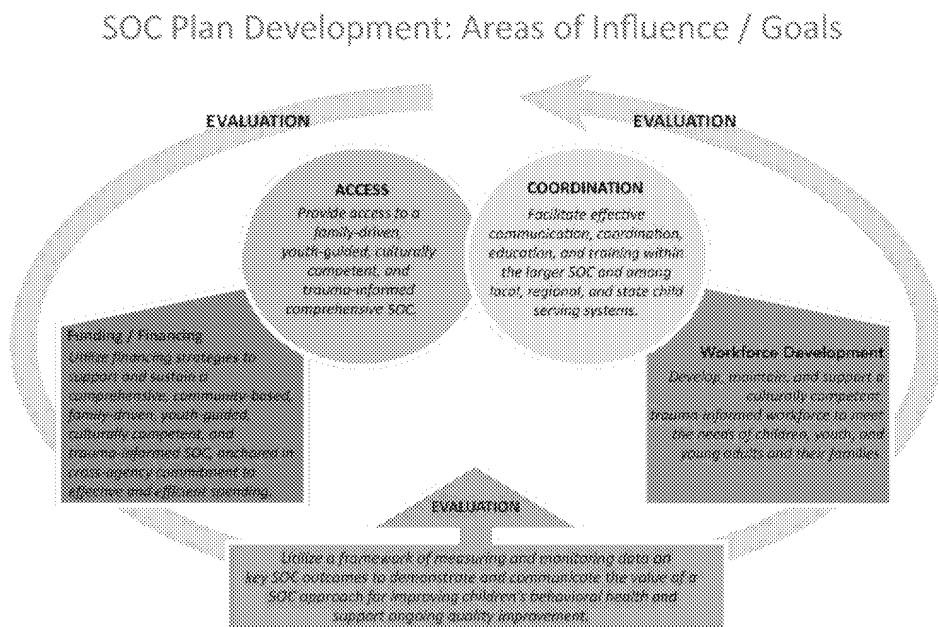 SOC Plan Development: Areas of Influence / Goals
EVALUATION
EVALUATION
ACCESS
Provide access to a
family-driven,
youth-guided, culturally
competent, and
trauma-informed
comprehensive SOC.
COORDINATION
Facilitate effective
communication, coordination,
education, and training within
the larger SOC and among
local, regional, and state child
serving systems.
Funding / Financing
Utilize financing strategies to
support and sustain a
comprehensive, community-based,
family-driven, youth-guided,
culturally competent, and
trauma-informed SOC, anchored in
cross-agency commitment to
effective and efficient spending.
Workforce Development
Develop, maintain, and support a
culturally competent,
trauma informed workforce to meet
the needs of children, youth, and
young adults and their families.
EVALUATION
Utilize a framework of measuring and monitoring data on
key SOC outcomes to demonstrate and communicate the value of a
SOC approach for improving children's behavioral health and
support ongoing quality improvement.